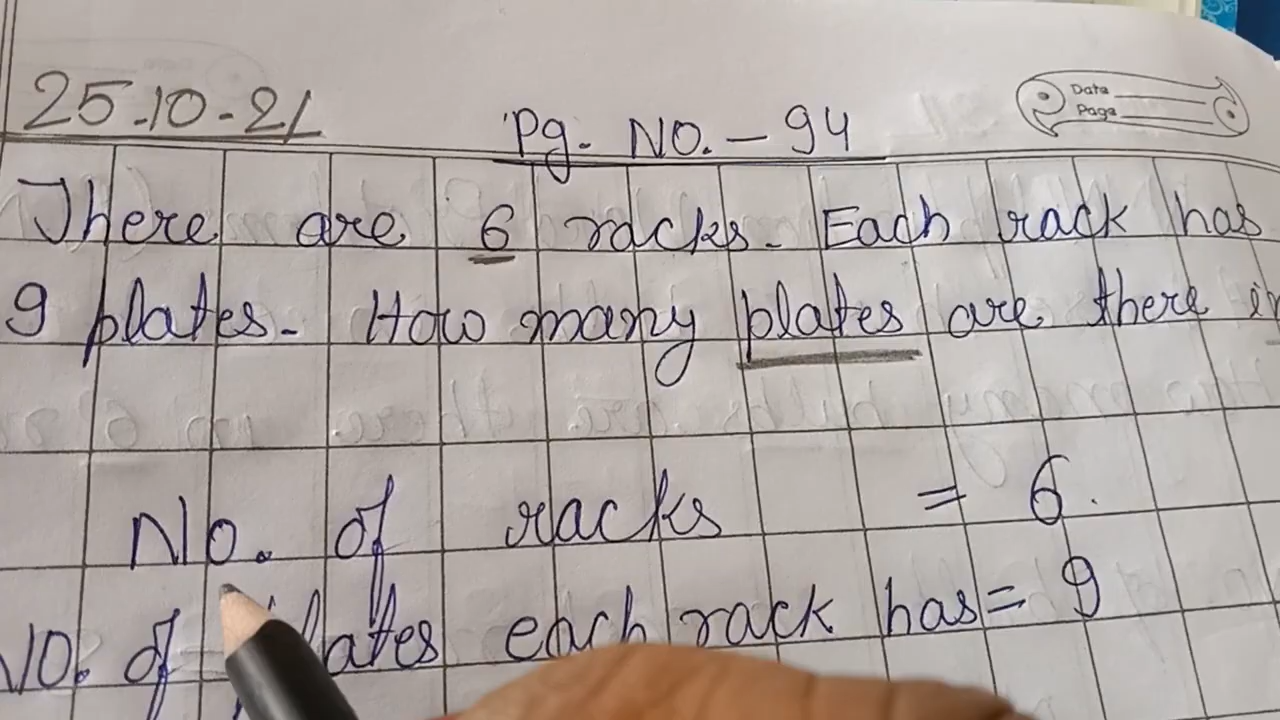 25.10.21
Pg. NO. - 94
Date
Page
There are 6 racks. Each rack has
9 plates. How many plates are there in
No. of racks = 6.
NO. of plates each rack has = 9